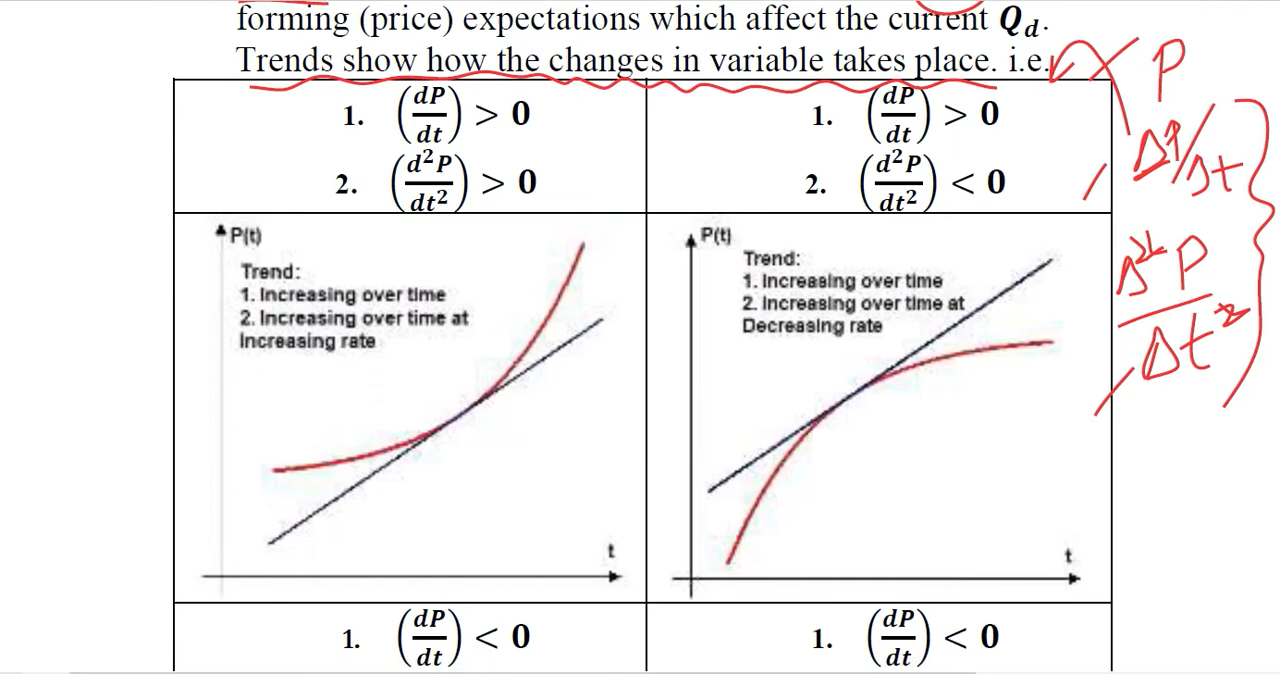 forming (price) expectations which affect the current Q_d.
Trends show how the changes in variable takes place. i.e.
P
ΔP/Δt
Δ²P/Δt²
1. (dP/dt) > 0
2. (d²P/dt²) > 0
1. (dP/dt) > 0
2. (d²P/dt²) < 0
P(t)
Trend:
1. Increasing over time
2. Increasing over time at
Increasing rate
t
P(t)
Trend:
1. Increasing over time
2. Increasing over time at
Decreasing rate
t
1. (dP/dt) < 0
1. (dP/dt) < 0